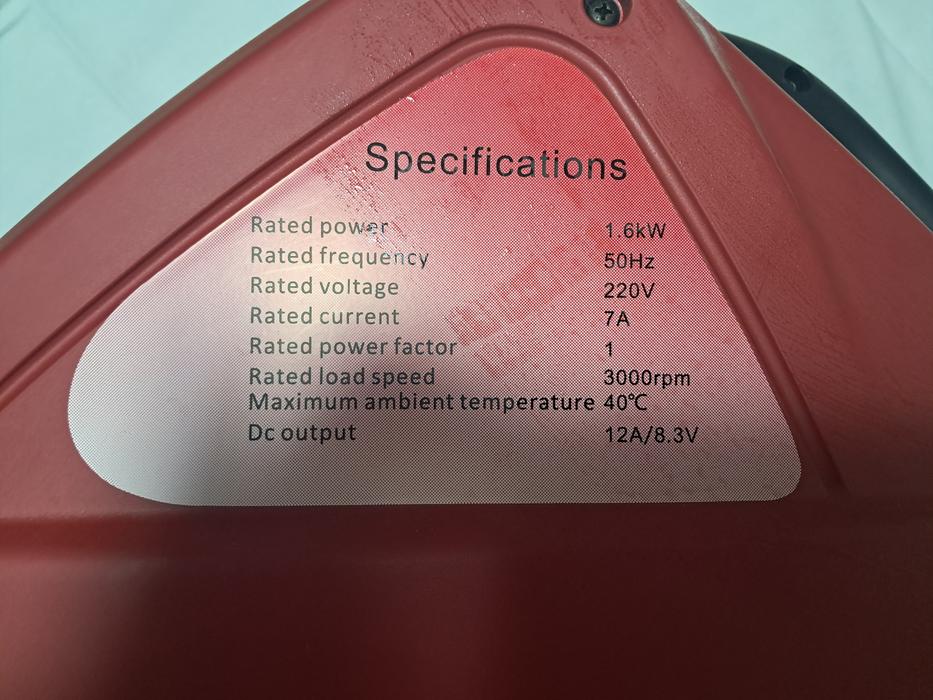 Specifications
Rated power 1.6kW
Rated frequency 50Hz
Rated voltage 220V
Rated current 7A
Rated power factor 1
Rated load speed 3000rpm
Maximum ambient temperature 40℃
Dc output 12A/8.3V